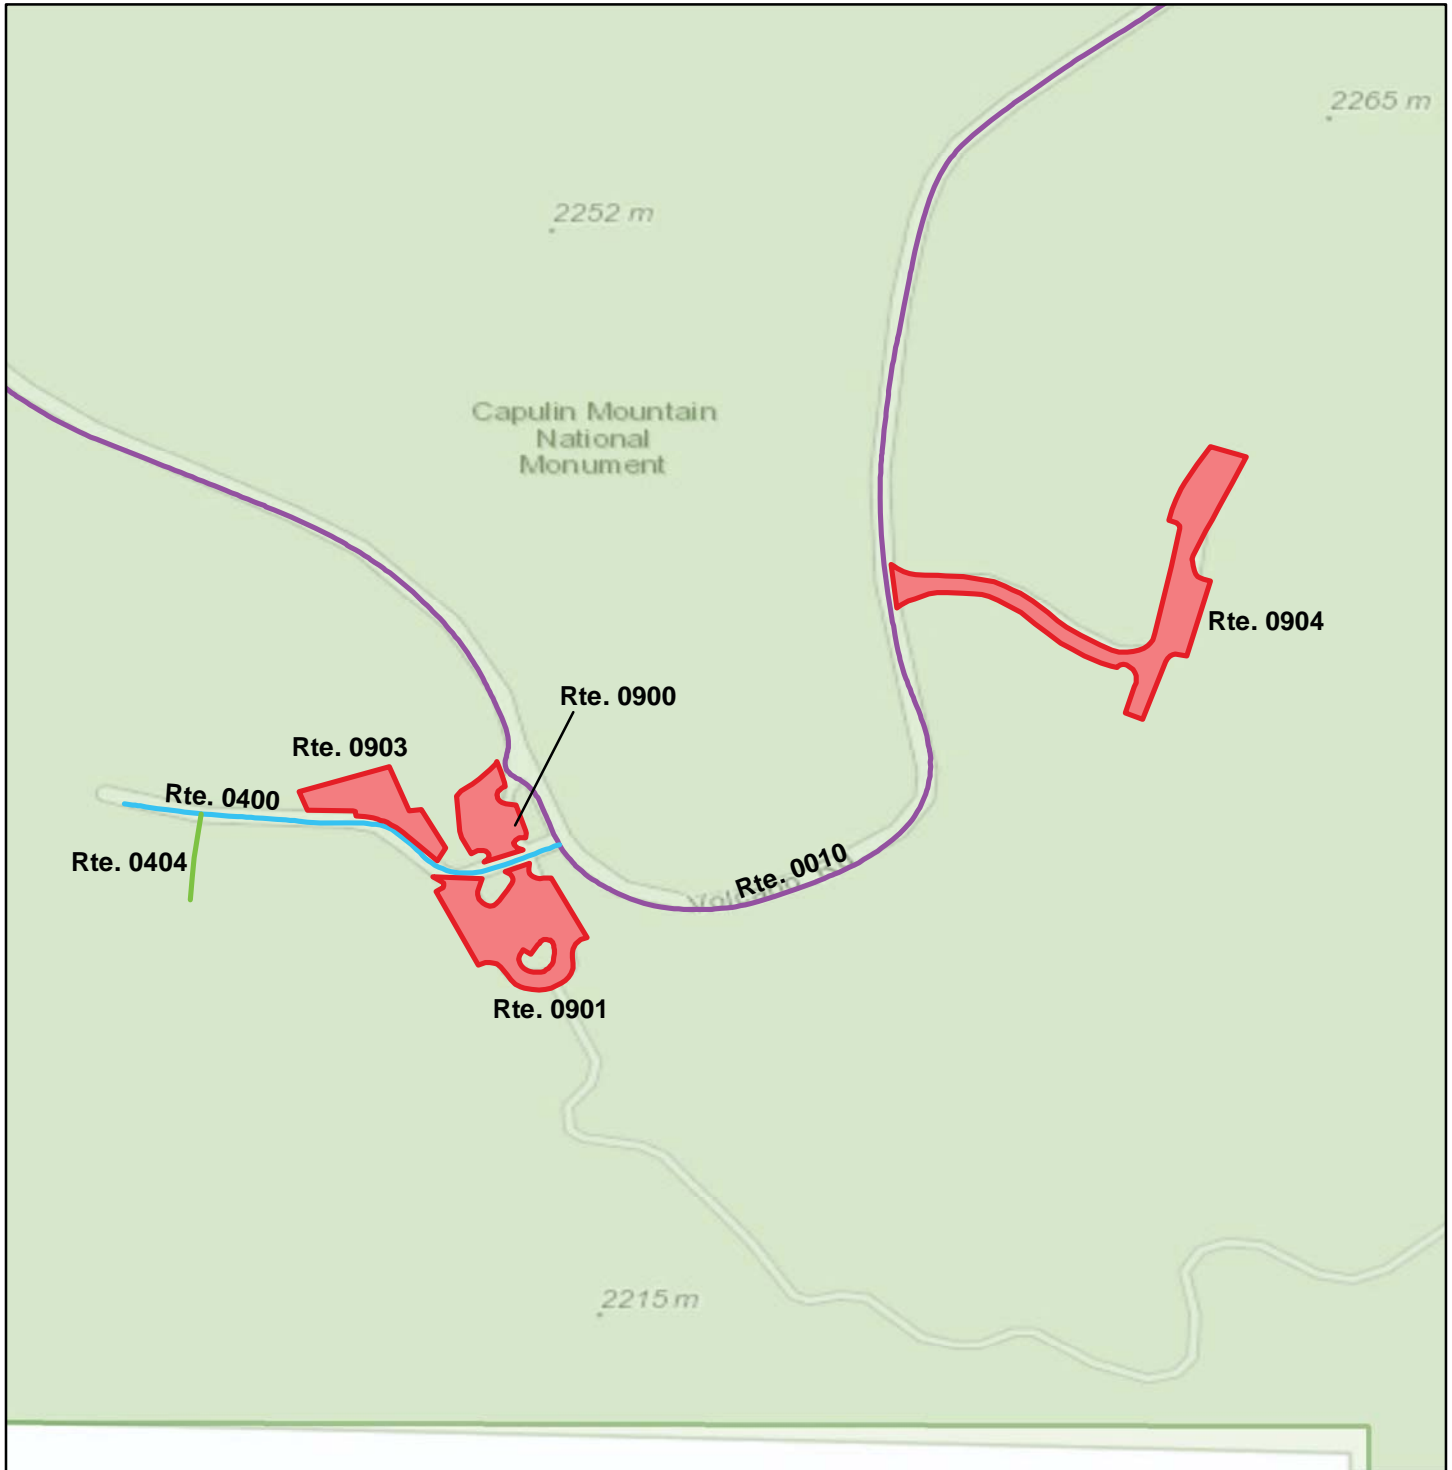 2265 m
2252 m
Capulin Mountain
National
Monument
Rte. 0904
Rte. 0900
Rte. 0903
Rte. 0400
Rte. 0404
Rte. 0010
Rte. 0901
2215 m